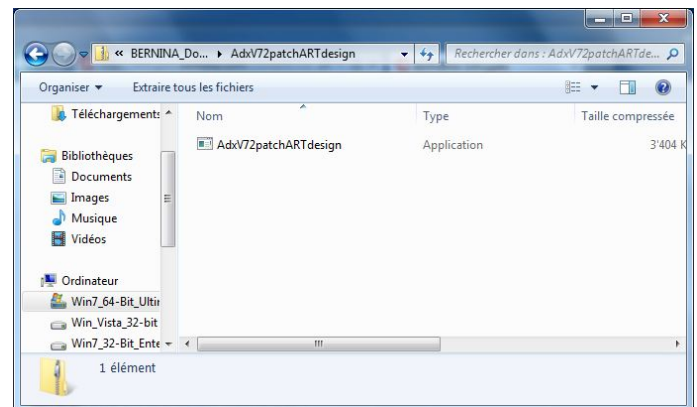 « BERNINA_Do... ▸ AdxV72patchARTdesign
Rechercher dans : AdxV72patchARTde...
Organiser Extraire tous les fichiers
Téléchargements
Nom Type Taille compressée
AdxV72patchARTdesign Application 3'404 K
Bibliothèques
Documents
Images
Musique
Vidéos
Ordinateur
Win7_64-Bit_Ultir
Win_Vista_32-bit
Win7_32-Bit_Ente
1 élément